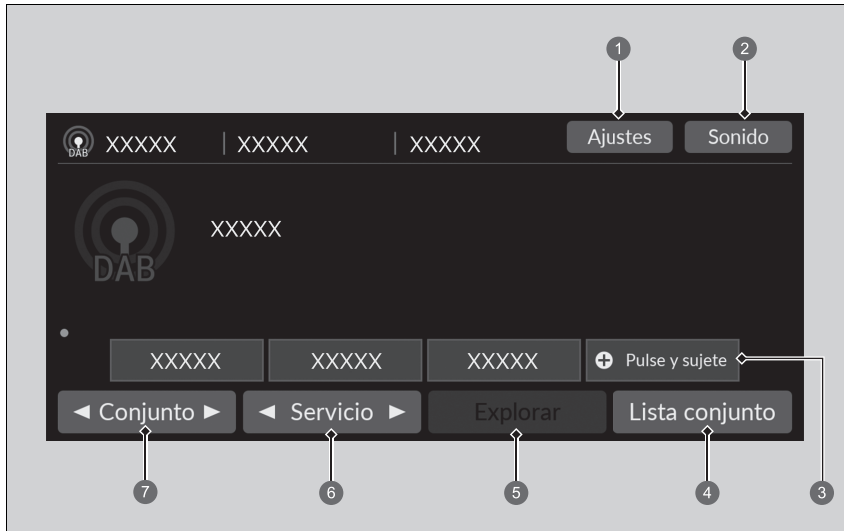 1 2
DAB XXXXX | XXXXX | XXXXX Ajustes Sonido
XXXXX
DAB
XXXXX XXXXX XXXXX Pulse y sujete 3
◄ Conjunto ► ◄ Servicio ► Explorar Lista conjunto
7 6 5 4